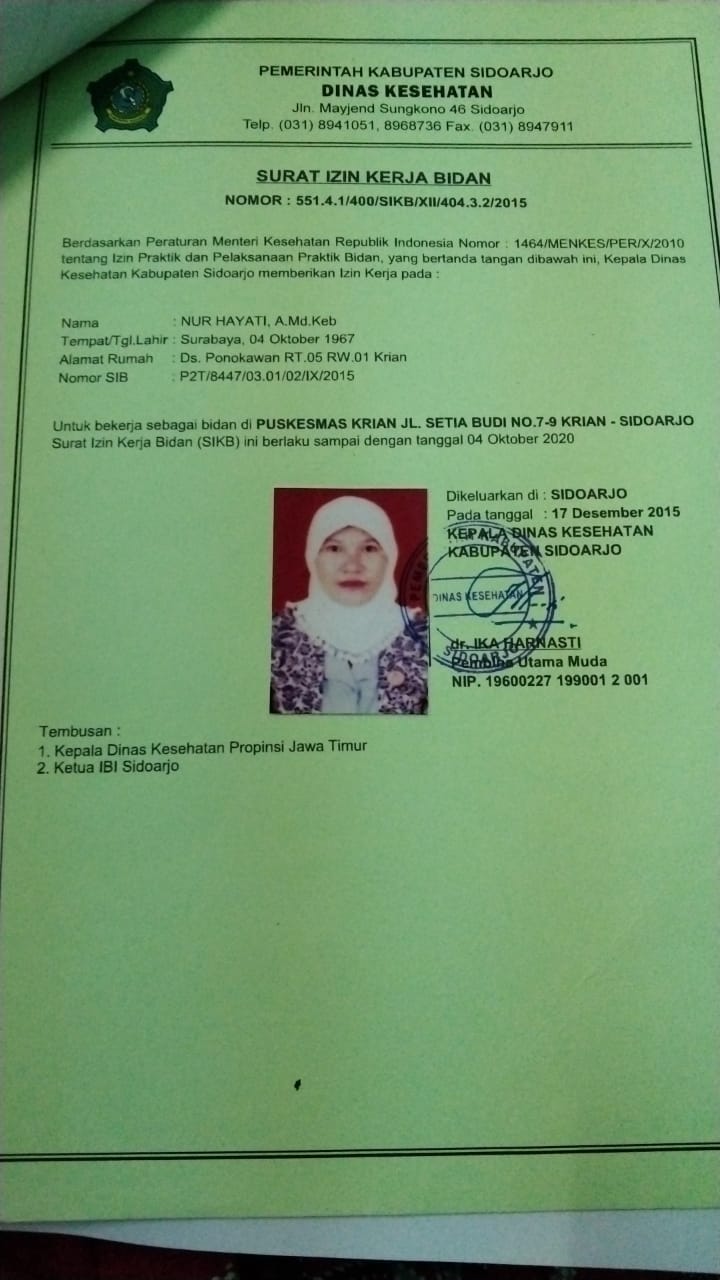 PEMERINTAH KABUPATEN SIDOARJO
DINAS KESEHATAN
Jln. Mayjend Sungkono 46 Sidoarjo
Telp. (031) 8941051, 8968736 Fax. (031) 8947911
SURAT IZIN KERJA BIDAN
NOMOR : 551.4.1/400/SIKB/XII/404.3.2/2015
Berdasarkan Peraturan Menteri Kesehatan Republik Indonesia Nomor : 1464/MENKES/PER/X/2010
tentang Izin Praktik dan Pelaksanaan Praktik Bidan, yang bertanda tangan dibawah ini, Kepala Dinas
Kesehatan Kabupaten Sidoarjo memberikan Izin Kerja pada :
Nama : NUR HAYATI, A.Md.Keb
Tempat/Tgl.Lahir : Surabaya, 04 Oktober 1967
Alamat Rumah : Ds. Ponokawan RT.05 RW.01 Krian
Nomor SIB : P2T/8447/03.01/02/IX/2015
Untuk bekerja sebagai bidan di PUSKESMAS KRIAN JL. SETIA BUDI NO.7-9 KRIAN - SIDOARJO
Surat Izin Kerja Bidan (SIKB) ini berlaku sampai dengan tanggal 04 Oktober 2020
Dikeluarkan di : SIDOARJO
Pada tanggal : 17 Desember 2015
KEPALA DINAS KESEHATAN
KABUPATEN SIDOARJO
DINAS KESEHATAN
SIDOARJO
dr. IKA HARNASTI
Pembina Utama Muda
NIP. 19600227 199001 2 001
Tembusan :
1. Kepala Dinas Kesehatan Propinsi Jawa Timur
2. Ketua IBI Sidoarjo